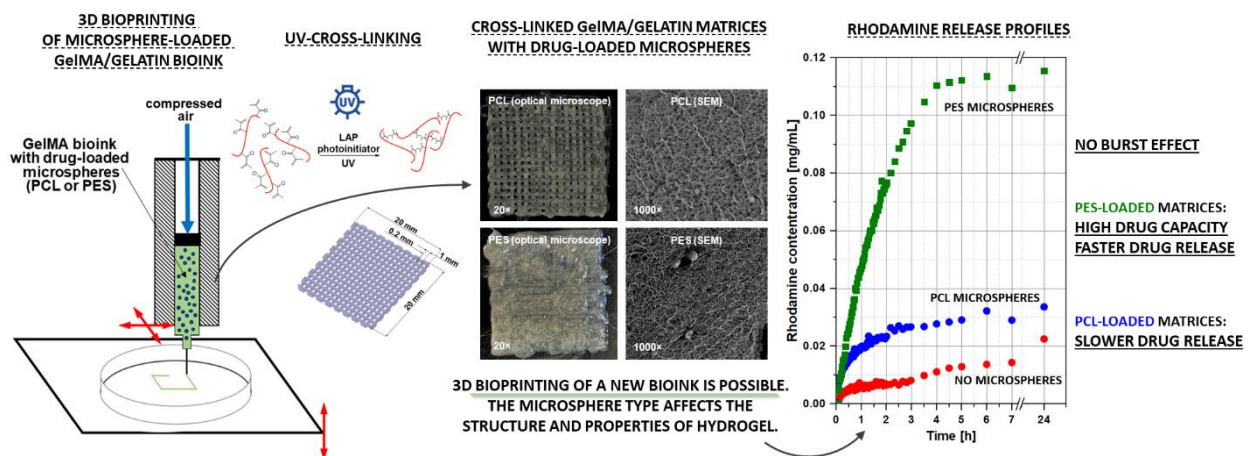 3D BIOPRINTING
OF MICROSPHERE-LOADED
GelMA/GELATIN BIOINK
compressed
air
GelMA bioink
with drug-loaded
microspheres
(PCL or PES)
UV-CROSS-LINKING
UV
LAP
photoinitiator
UV
20 mm
0.2 mm
1 mm
20 mm
CROSS-LINKED GelMA/GELATIN MATRICES
WITH DRUG-LOADED MICROSPHERES
PCL (optical microscope)
20×
PCL (SEM)
1000×
PES (optical microscope)
20×
PES (SEM)
1000×
3D BIOPRINTING OF A NEW BIOINK IS POSSIBLE.
THE MICROSPHERE TYPE AFFECTS THE
STRUCTURE AND PROPERTIES OF HYDROGEL.
RHODAMINE RELEASE PROFILES
Rhodamine concentration [mg/mL]
0.12
0.10
0.08
0.06
0.04
0.02
0.00
PES MICROSPHERES
PCL MICROSPHERES
NO MICROSPHERES
0 1 2 3 4 5 6 7 24
Time [h]
NO BURST EFFECT
PES-LOADED MATRICES:
HIGH DRUG CAPACITY
FASTER DRUG RELEASE
PCL-LOADED MATRICES:
SLOWER DRUG RELEASE